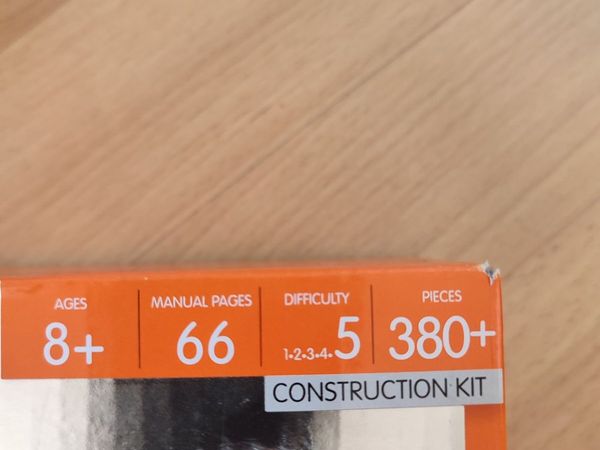 AGES MANUAL PAGES DIFFICULTY PIECES
8+ 66 1•2•3•4•5 380+
CONSTRUCTION KIT